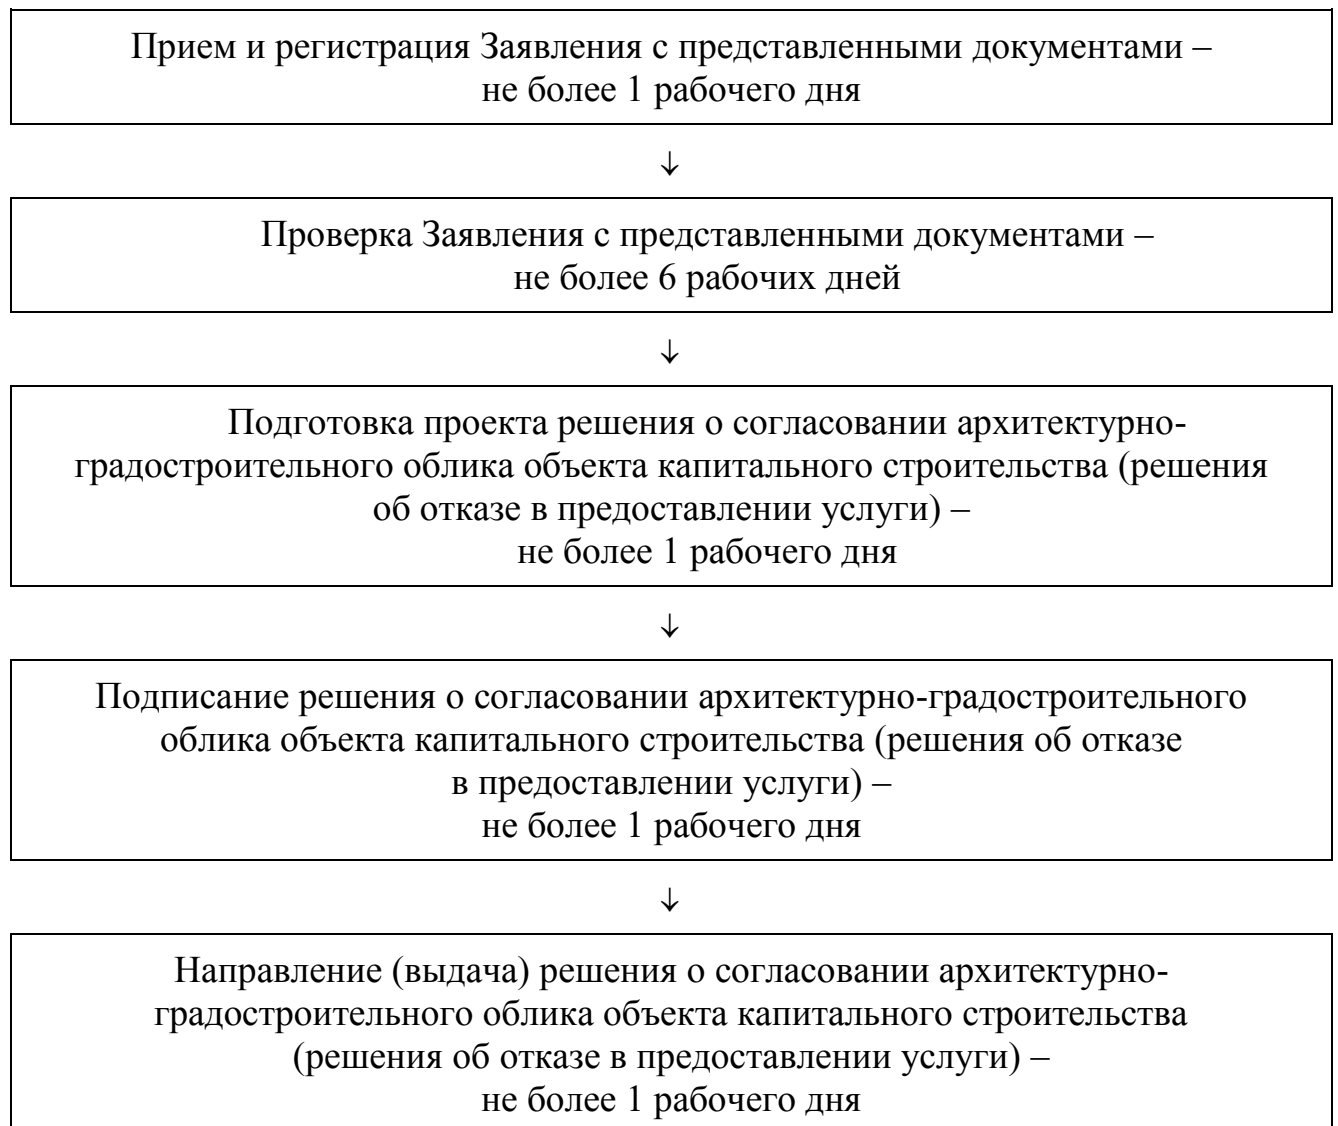 Прием и регистрация Заявления с представленными документами –
не более 1 рабочего дня
↓
Проверка Заявления с представленными документами –
не более 6 рабочих дней
↓
Подготовка проекта решения о согласовании архитектурно-
градостроительного облика объекта капитального строительства (решения
об отказе в предоставлении услуги) –
не более 1 рабочего дня
↓
Подписание решения о согласовании архитектурно-градостроительного
облика объекта капитального строительства (решения об отказе
в предоставлении услуги) –
не более 1 рабочего дня
↓
Направление (выдача) решения о согласовании архитектурно-
градостроительного облика объекта капитального строительства
(решения об отказе в предоставлении услуги) –
не более 1 рабочего дня